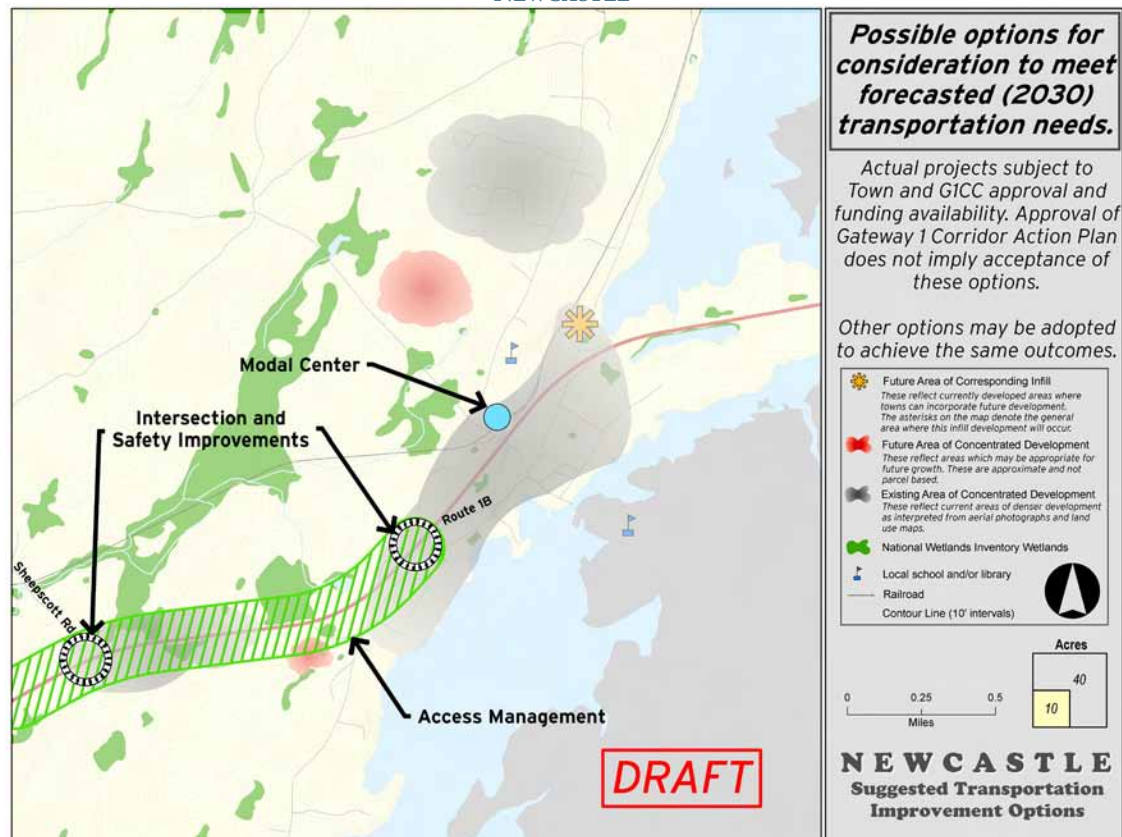 NEWCASTLE
Possible options for
consideration to meet
forecasted (2030)
transportation needs.
Actual projects subject to
Town and G1CC approval and
funding availability. Approval of
Gateway 1 Corridor Action Plan
does not imply acceptance of
these options.
Other options may be adopted
to achieve the same outcomes.
Future Area of Corresponding Infill
These reflect currently developed areas where
towns can incorporate future development.
The asterisks on the map denote the general
area where this infill development will occur.
Future Area of Concentrated Development
These reflect areas which may be appropriate for
future growth. These are approximate and not
parcel based.
Existing Area of Concentrated Development
These reflect current areas of denser development
as interpreted from aerial photographs and land
use maps.
National Wetlands Inventory Wetlands
Local school and/or library
Railroad
Contour Line (10' intervals)
Acres
40
10
0 0.25 0.5
Miles
NEWCASTLE
Suggested Transportation
Improvement Options
Modal Center
Intersection and
Safety Improvements
Route 1B
Sheepscott Rd
Access Management
DRAFT